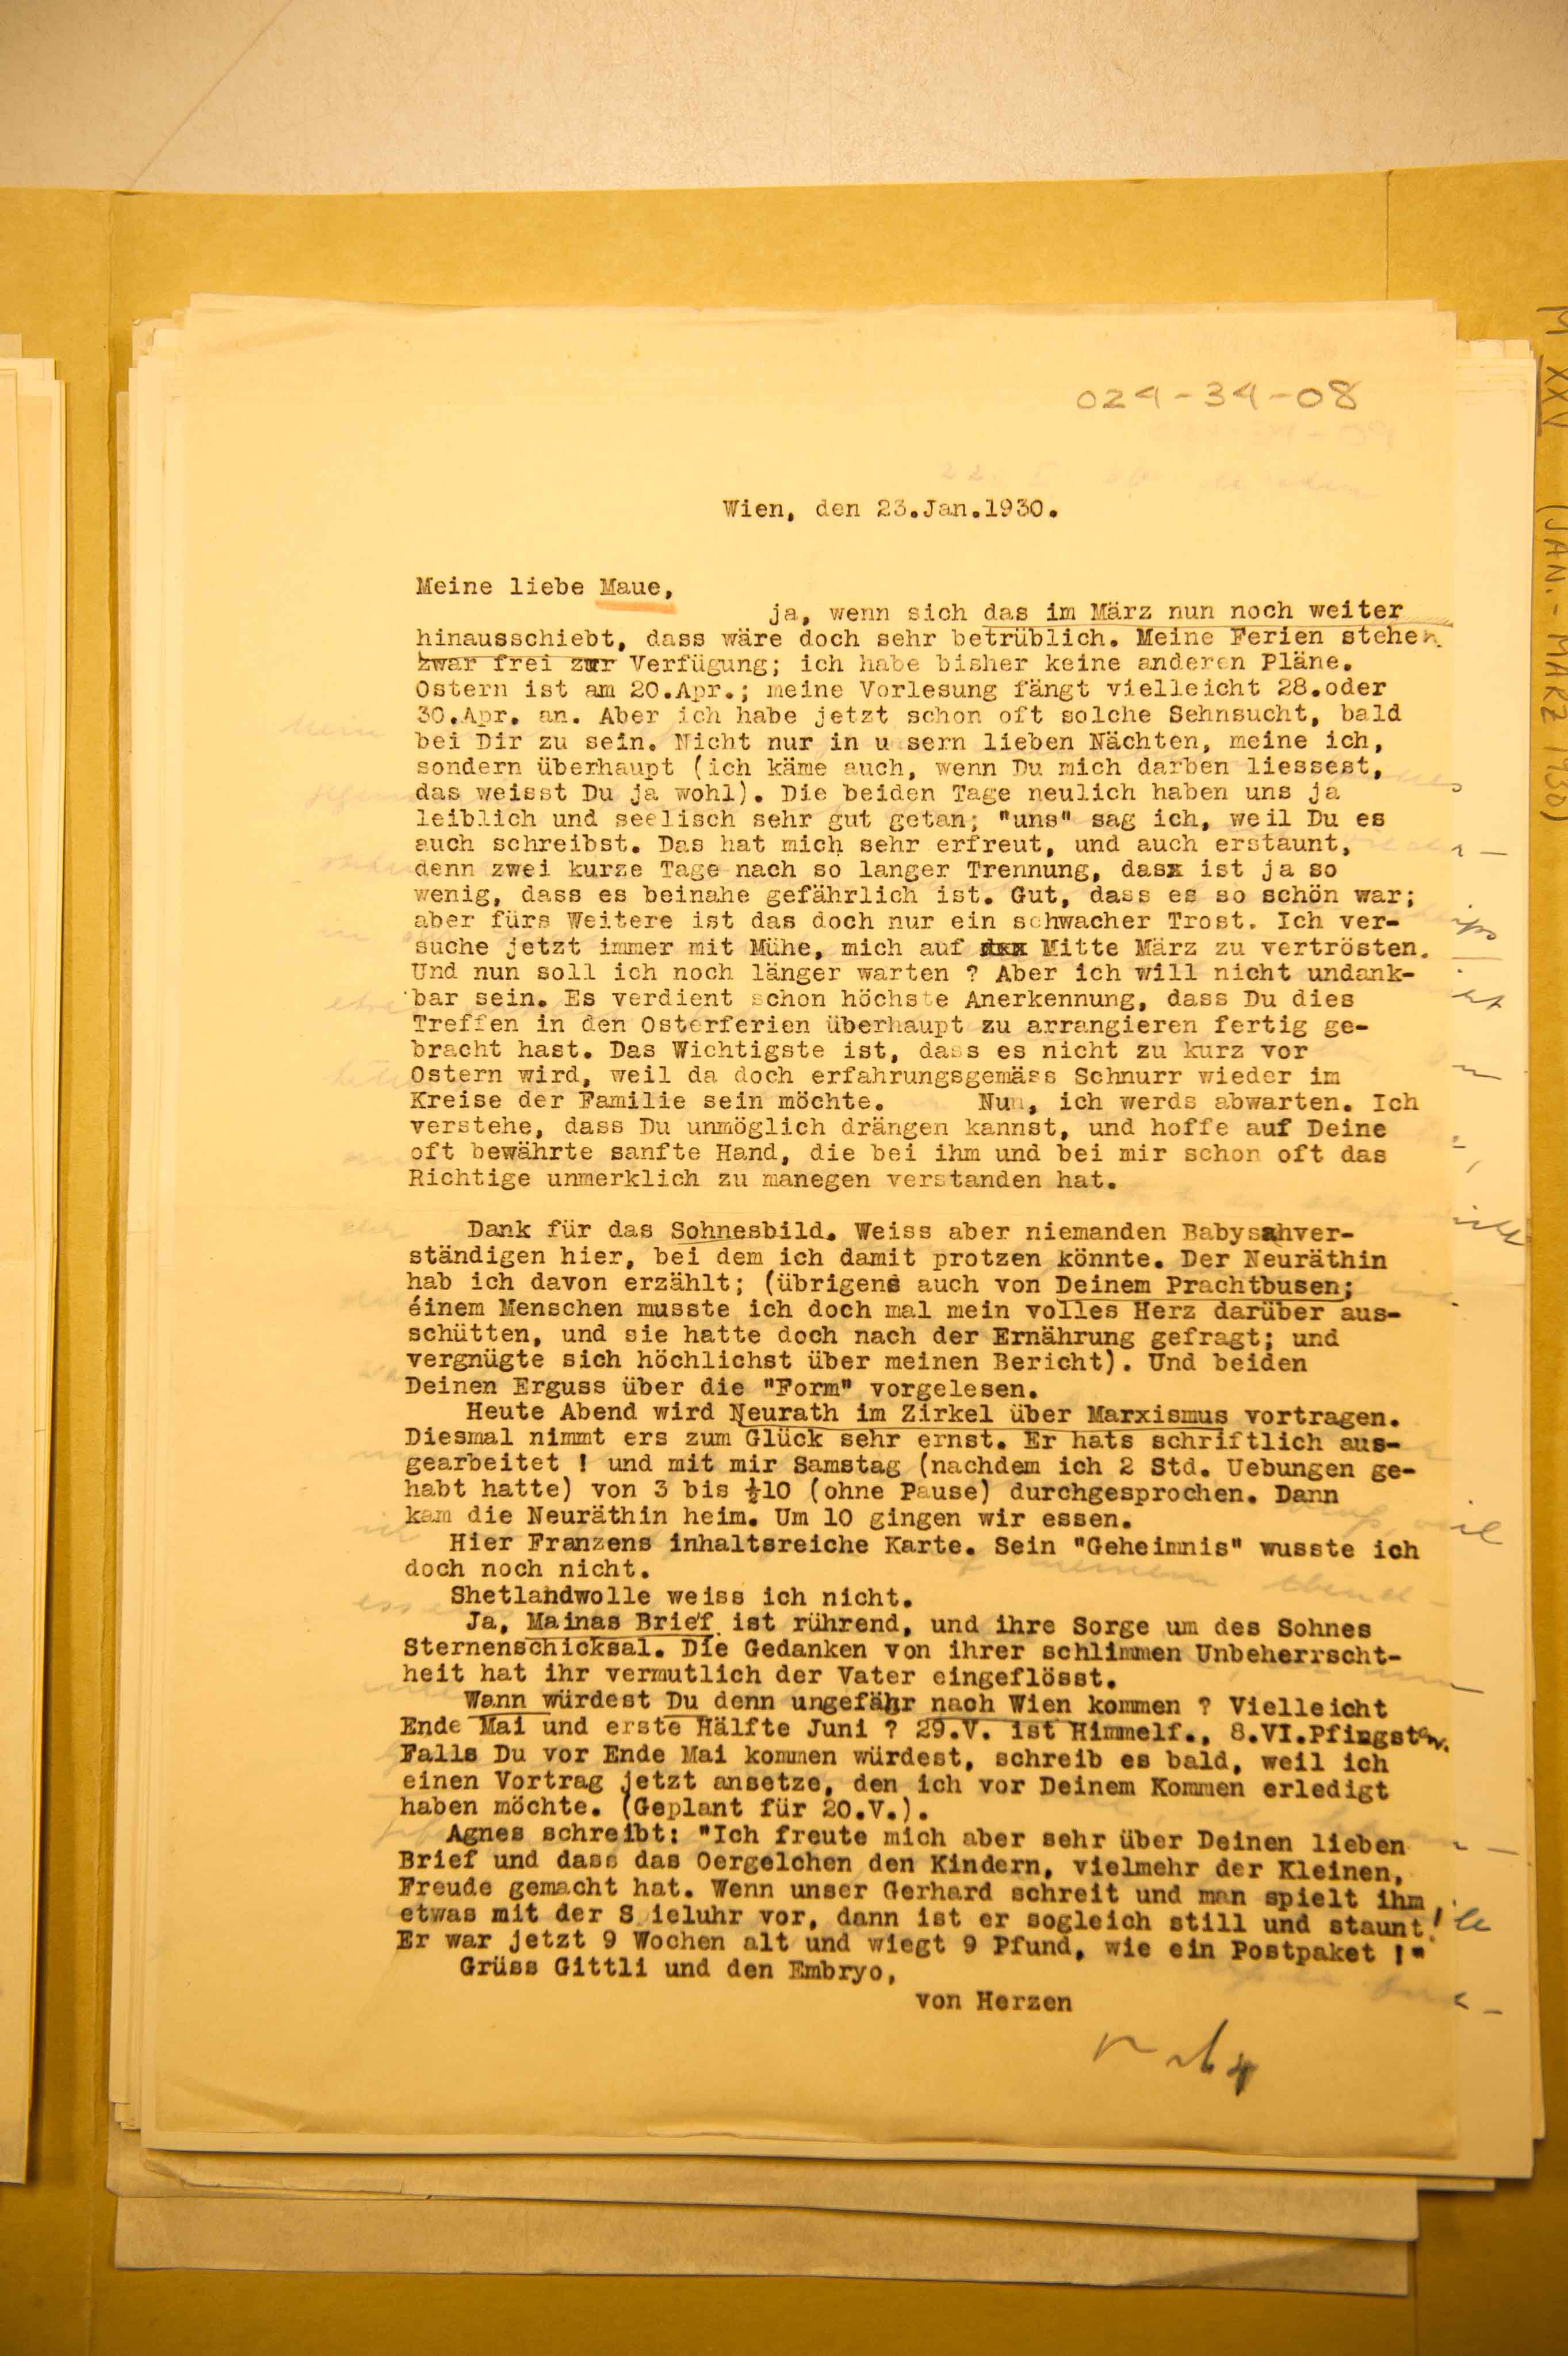 024-34-08
Wien, den 23.Jan.1930.
Meine liebe Maue,
ja, wenn sich das im März nun noch weiter
hinausschiebt, dass wäre doch sehr betrüblich. Meine Ferien stehen
zwar frei zur Verfügung; ich habe bisher keine anderen Pläne.
Ostern ist am 20.Apr.; meine Vorlesung fängt vielleicht 28.oder
30.Apr. an. Aber ich habe jetzt schon oft solche Sehnsucht, bald
bei Dir zu sein. Nicht nur in u sern lieben Nächten, meine ich,
sondern überhaupt (ich käme auch, wenn Du mich darben liessest,
das weisst Du ja wohl). Die beiden Tage neulich haben uns ja
leiblich und seelisch sehr gut getan; "uns" sag ich, weil Du es
auch schreibst. Das hat mich sehr erfreut, und auch erstaunt,
denn zwei kurze Tage nach so langer Trennung, dasx ist ja so
wenig, dass es beinahe gefährlich ist. Gut, dass es so schön war;
aber fürs Weitere ist das doch nur ein schwacher Trost. Ich ver-
suche jetzt immer mit Mühe, mich auf Mitte März zu vertrösten.
Und nun soll ich noch länger warten ? Aber ich will nicht undank-
bar sein. Es verdient schon höchste Anerkennung, dass Du dies
Treffen in den Osterferien überhaupt zu arrangieren fertig ge-
bracht hast. Das Wichtigste ist, dass es nicht zu kurz vor
Ostern wird, weil da doch erfahrungsgemäss Schnurr wieder im
Kreise der Familie sein möchte. Nun, ich werds abwarten. Ich
verstehe, dass Du unmöglich drängen kannst, und hoffe auf Deine
oft bewährte sanfte Hand, die bei ihm und bei mir schon oft das
Richtige unmerklich zu manegen verstanden hat.
Dank für das Sohnesbild. Weiss aber niemanden Babysahver-
ständigen hier, bei dem ich damit protzen könnte. Der Neuräthin
hab ich davon erzählt; (übrigens auch von Deinem Prachtbusen;
éinem Menschen musste ich doch mal mein volles Herz darüber aus-
schütten, und sie hatte doch nach der Ernährung gefragt; und
vergnügte sich höchlichst über meinen Bericht). Und beiden
Deinen Erguss über die "Form" vorgelesen.
Heute Abend wird Neurath im Zirkel über Marxismus vortragen.
Diesmal nimmt ers zum Glück sehr ernst. Er hats schriftlich aus-
gearbeitet ! und mit mir Samstag (nachdem ich 2 Std. Uebungen ge-
habt hatte) von 3 bis ½10 (ohne Pause) durchgesprochen. Dann
kam die Neuräthin heim. Um 10 gingen wir essen.
Hier Franzens inhaltsreiche Karte. Sein "Geheimnis" wusste ich
doch noch nicht.
Shetlandwolle weiss ich nicht.
Ja, Mainas Brief ist rührend, und ihre Sorge um des Sohnes
Sternenschicksal. Die Gedanken von ihrer schlimmen Unbeherrscht-
heit hat ihr vermutlich der Vater eingeflösst.
Wann würdest Du denn ungefähr nach Wien kommen ? Vielleicht
Ende Mai und erste Hälfte Juni ? 29.V. ist Himmelf., 8.VI.Pfingsten.
Falls Du vor Ende Mai kommen würdest, schreib es bald, weil ich
einen Vortrag jetzt ansetze, den ich vor Deinem Kommen erledigt
haben möchte. (Geplant für 20.V.).
Agnes schreibt: "Ich freute mich aber sehr über Deinen lieben
Brief und dass das Oergelchen den Kindern, vielmehr der Kleinen,
Freude gemacht hat. Wenn unser Gerhard schreit und man spielt ihm
etwas mit der S ieluhr vor, dann ist er sogleich still und staunt!
Er war jetzt 9 Wochen alt und wiegt 9 Pfund, wie ein Postpaket !"
Grüss Gittli und den Embryo,
von Herzen
M XXV (JAN.- MÄRZ 1930)